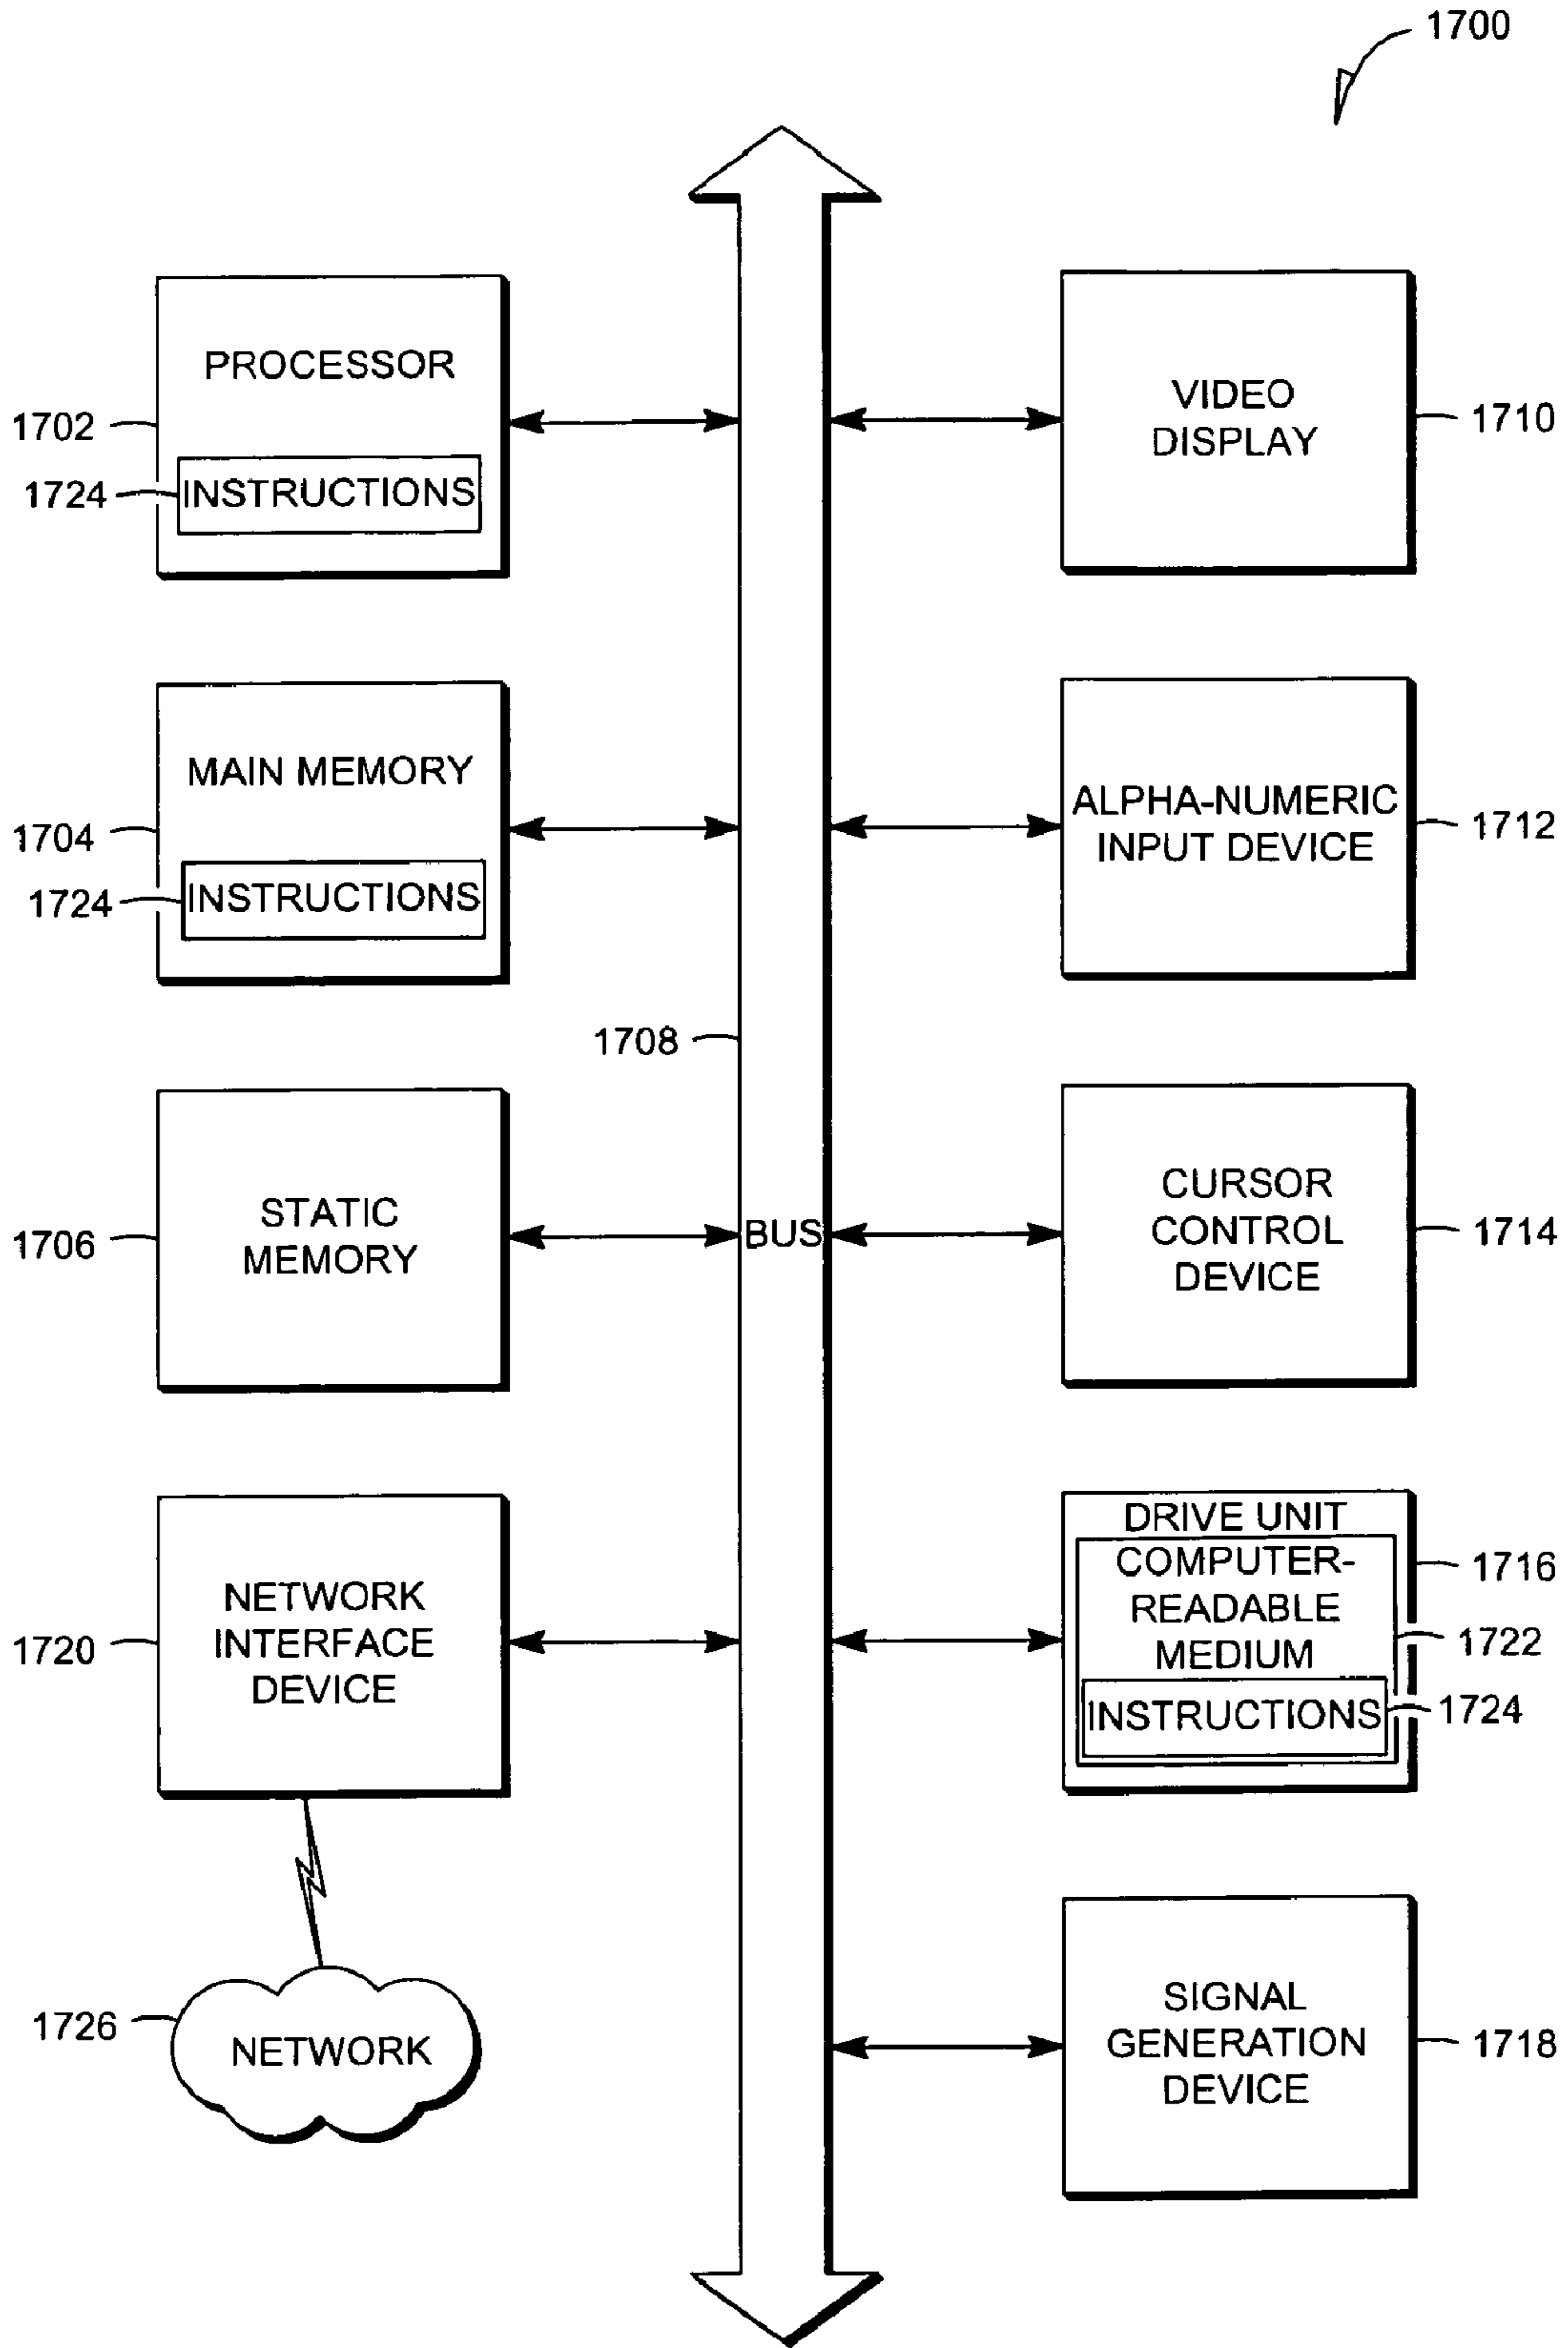 1700
PROCESSOR
1702
1724
INSTRUCTIONS
VIDEO
DISPLAY
1710
MAIN MEMORY
1704
1724
INSTRUCTIONS
ALPHA-NUMERIC
INPUT DEVICE
1712
1708
STATIC
MEMORY
1706
BUS
CURSOR
CONTROL
DEVICE
1714
NETWORK
INTERFACE
DEVICE
1720
DRIVE UNIT
COMPUTER-
READABLE
MEDIUM
1716
1722
INSTRUCTIONS
1724
1726
NETWORK
SIGNAL
GENERATION
DEVICE
1718